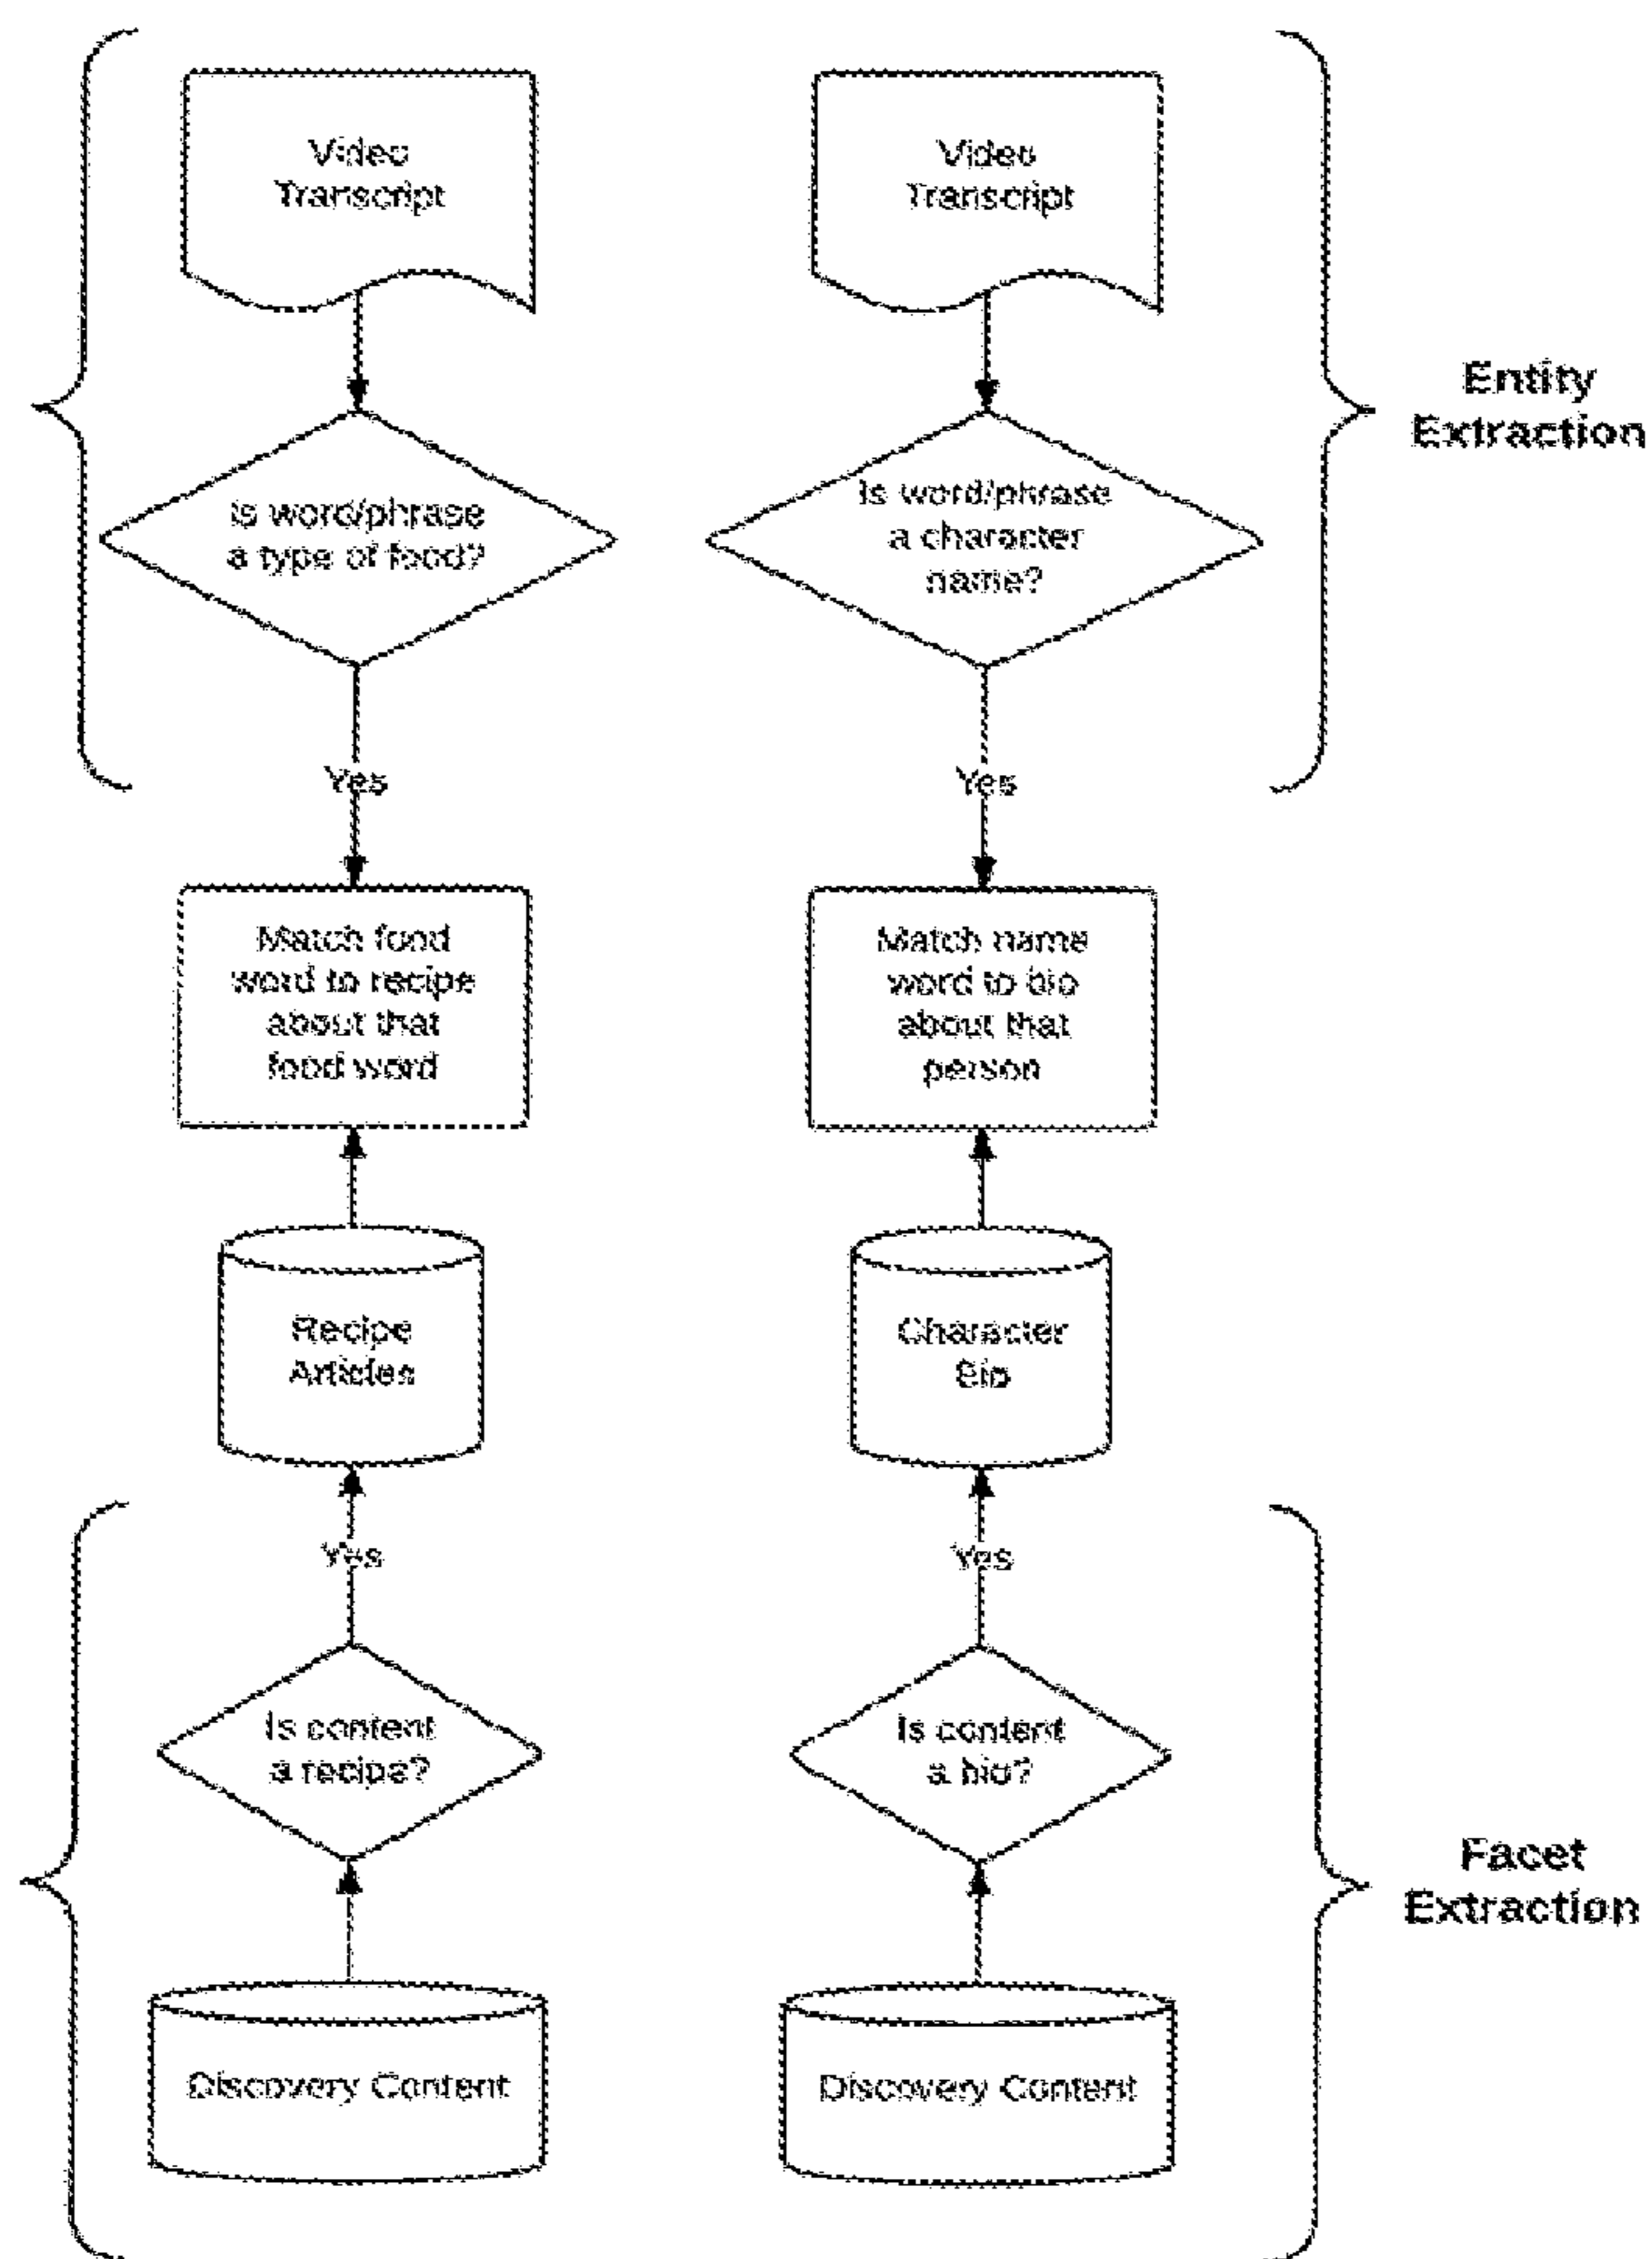 Video
Transcript
Is word/phrase
a type of food?
Yes
Match food
word to recipe
about that
food word
Recipe
Articles
Yes
Is content
a recipe?
Discovery Content
Video
Transcript
Is word/phrase
a character
name?
Yes
Match name
word to bio
about that
person
Character
Bio
Yes
Is content
a bio?
Discovery Content
Entity
Extraction
Facet
Extraction